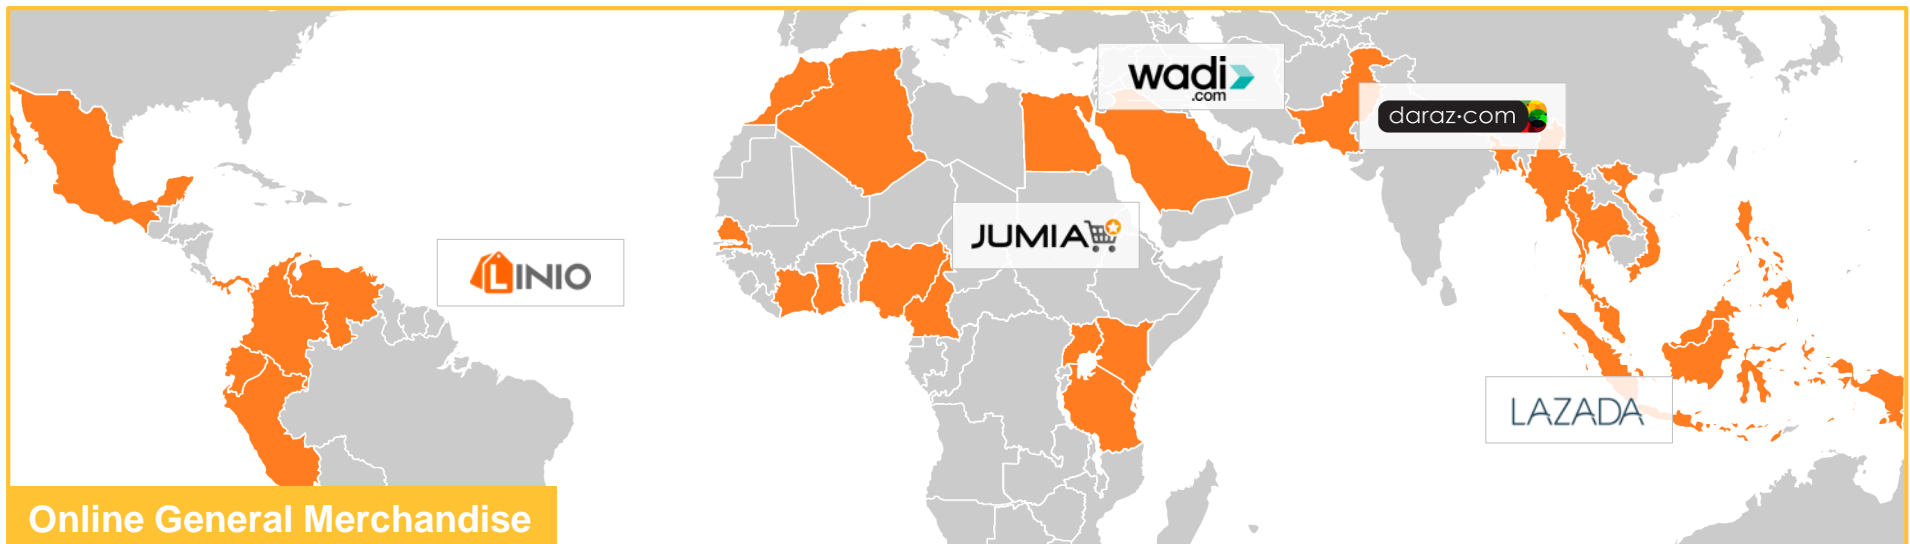 wadi
.com
daraz•com
JUMIA
LINIO
LAZADA
Online General Merchandise